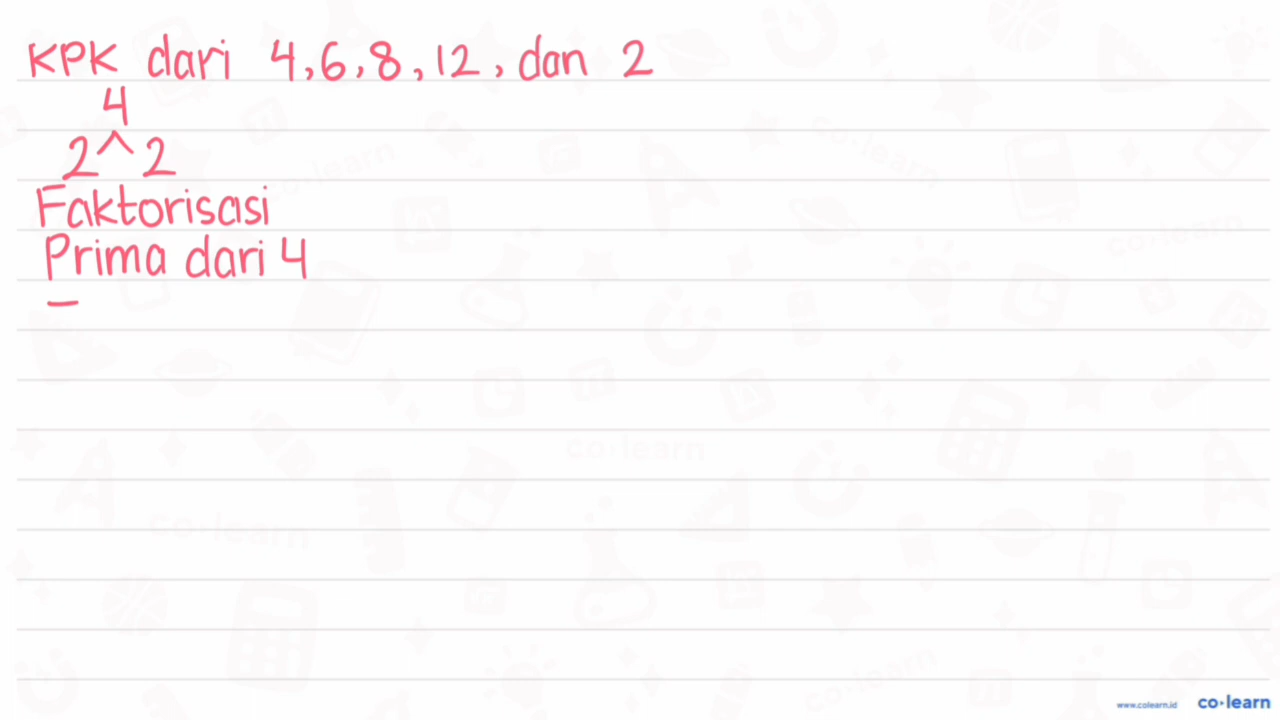 KPK dari 4, 6, 8, 12, dan 2
4
2 ^ 2
Faktorisasi
Prima dari 4
–
www.colearn.id co·learn